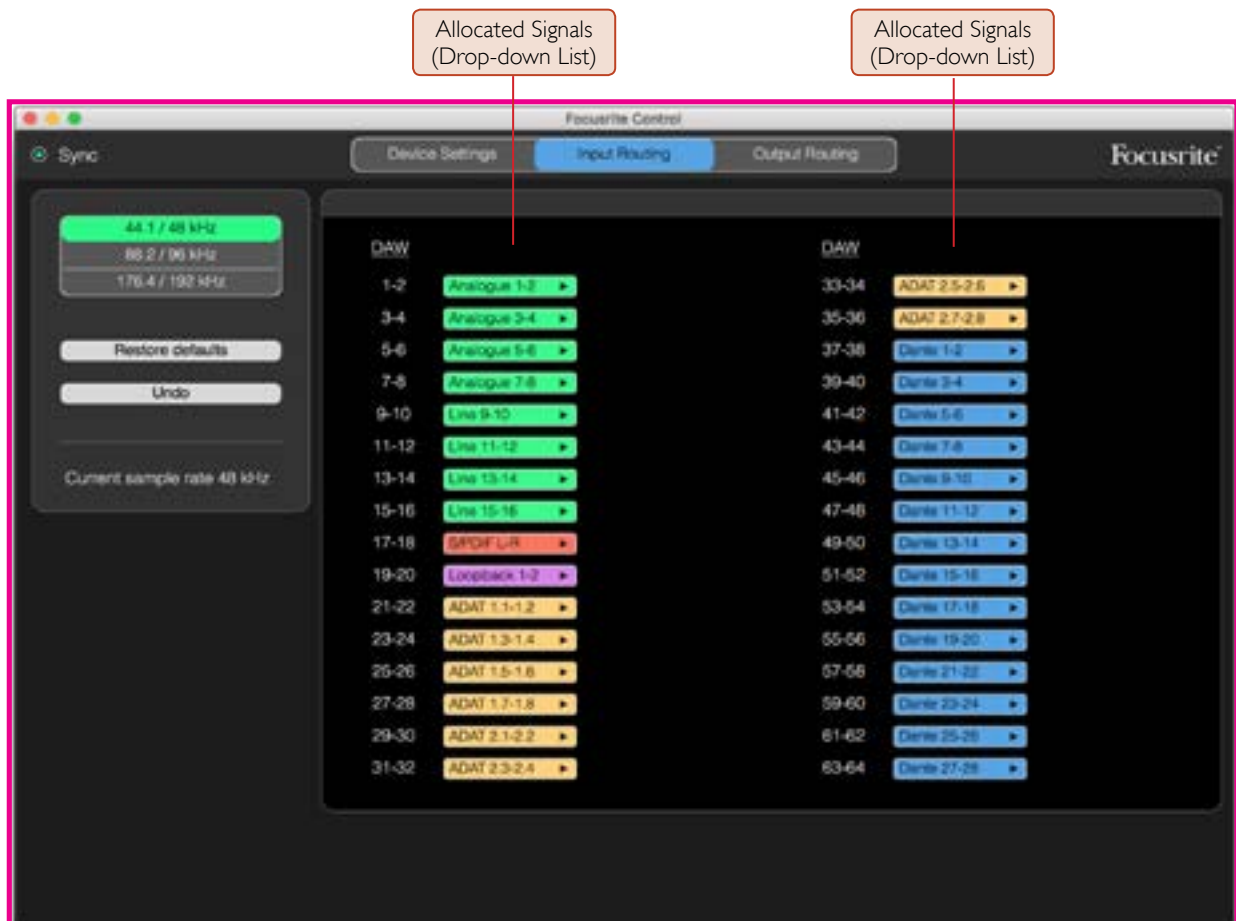 Allocated Signals
(Drop-down List)
Allocated Signals
(Drop-down List)
Focusrite Control
Sync
Device Settings
Input Routing
Output Routing
Focusrite
44.1 / 48 kHz
88.2 / 96 kHz
176.4 / 192 kHz
Restore defaults
Undo
Current sample rate 48 kHz
DAW
1-2 Analogue 1-2
3-4 Analogue 3-4
5-6 Analogue 5-6
7-8 Analogue 7-8
9-10 Line 9-10
11-12 Line 11-12
13-14 Line 13-14
15-16 Line 15-16
17-18 S/PDIF L-R
19-20 Loopback 1-2
21-22 ADAT 1.1-1.2
23-24 ADAT 1.3-1.4
25-26 ADAT 1.5-1.6
27-28 ADAT 1.7-1.8
29-30 ADAT 2.1-2.2
31-32 ADAT 2.3-2.4
DAW
33-34 ADAT 2.5-2.6
35-36 ADAT 2.7-2.8
37-38 Dante 1-2
39-40 Dante 3-4
41-42 Dante 5-6
43-44 Dante 7-8
45-46 Dante 9-10
47-48 Dante 11-12
49-50 Dante 13-14
51-52 Dante 15-16
53-54 Dante 17-18
55-56 Dante 19-20
57-58 Dante 21-22
59-60 Dante 23-24
61-62 Dante 25-26
63-64 Dante 27-28